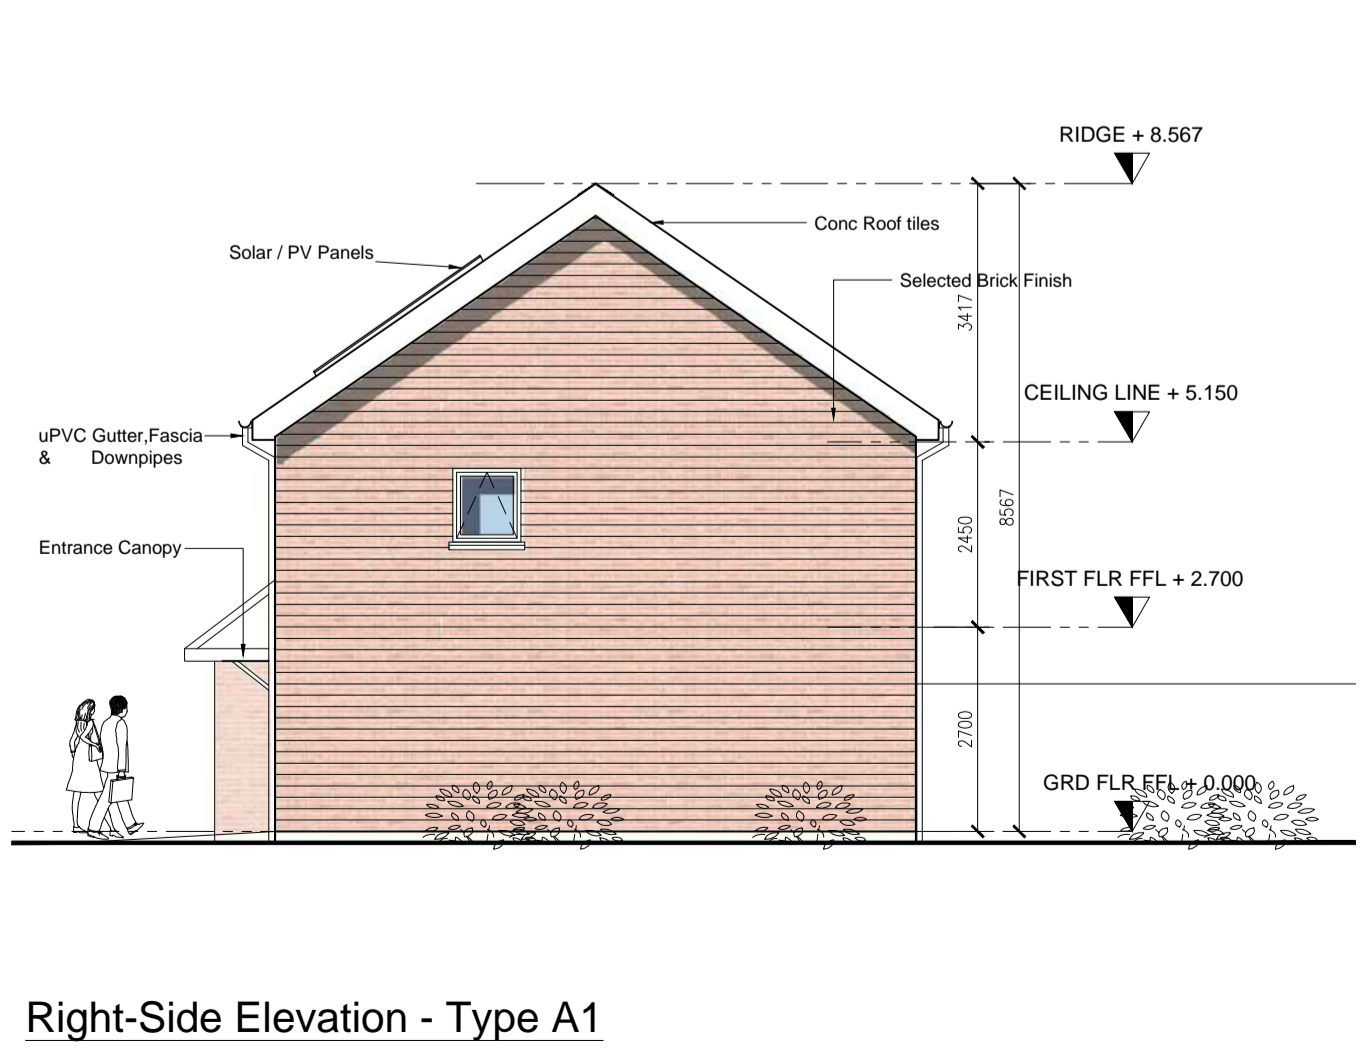 RIDGE + 8.567
Conc Roof tiles
Solar / PV Panels
Selected Brick Finish
3417
CEILING LINE + 5.150
uPVC Gutter,Fascia
& Downpipes
8567
2450
Entrance Canopy
FIRST FLR FFL + 2.700
2700
GRD FLR FFL + 0.000
Right-Side Elevation - Type A1